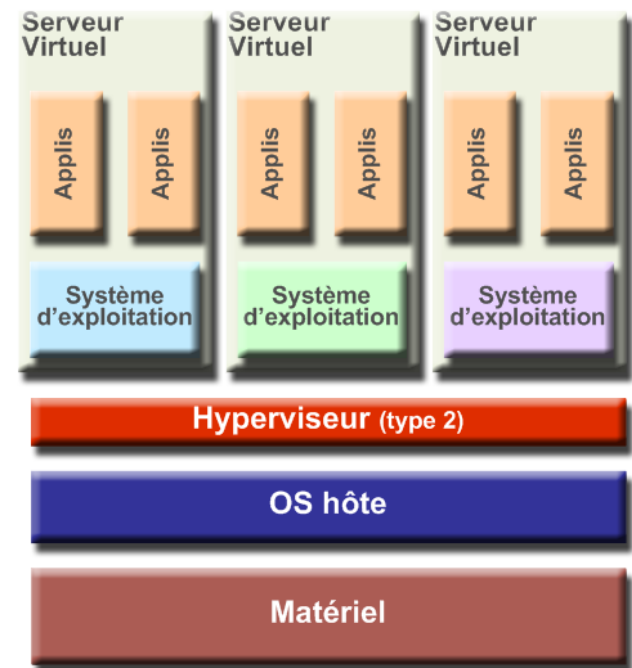 Serveur
Virtuel
Serveur
Virtuel
Serveur
Virtuel
Applis
Applis
Applis
Applis
Applis
Applis
Système
d'exploitation
Système
d'exploitation
Système
d'exploitation
Hyperviseur (type 2)
OS hôte
Matériel